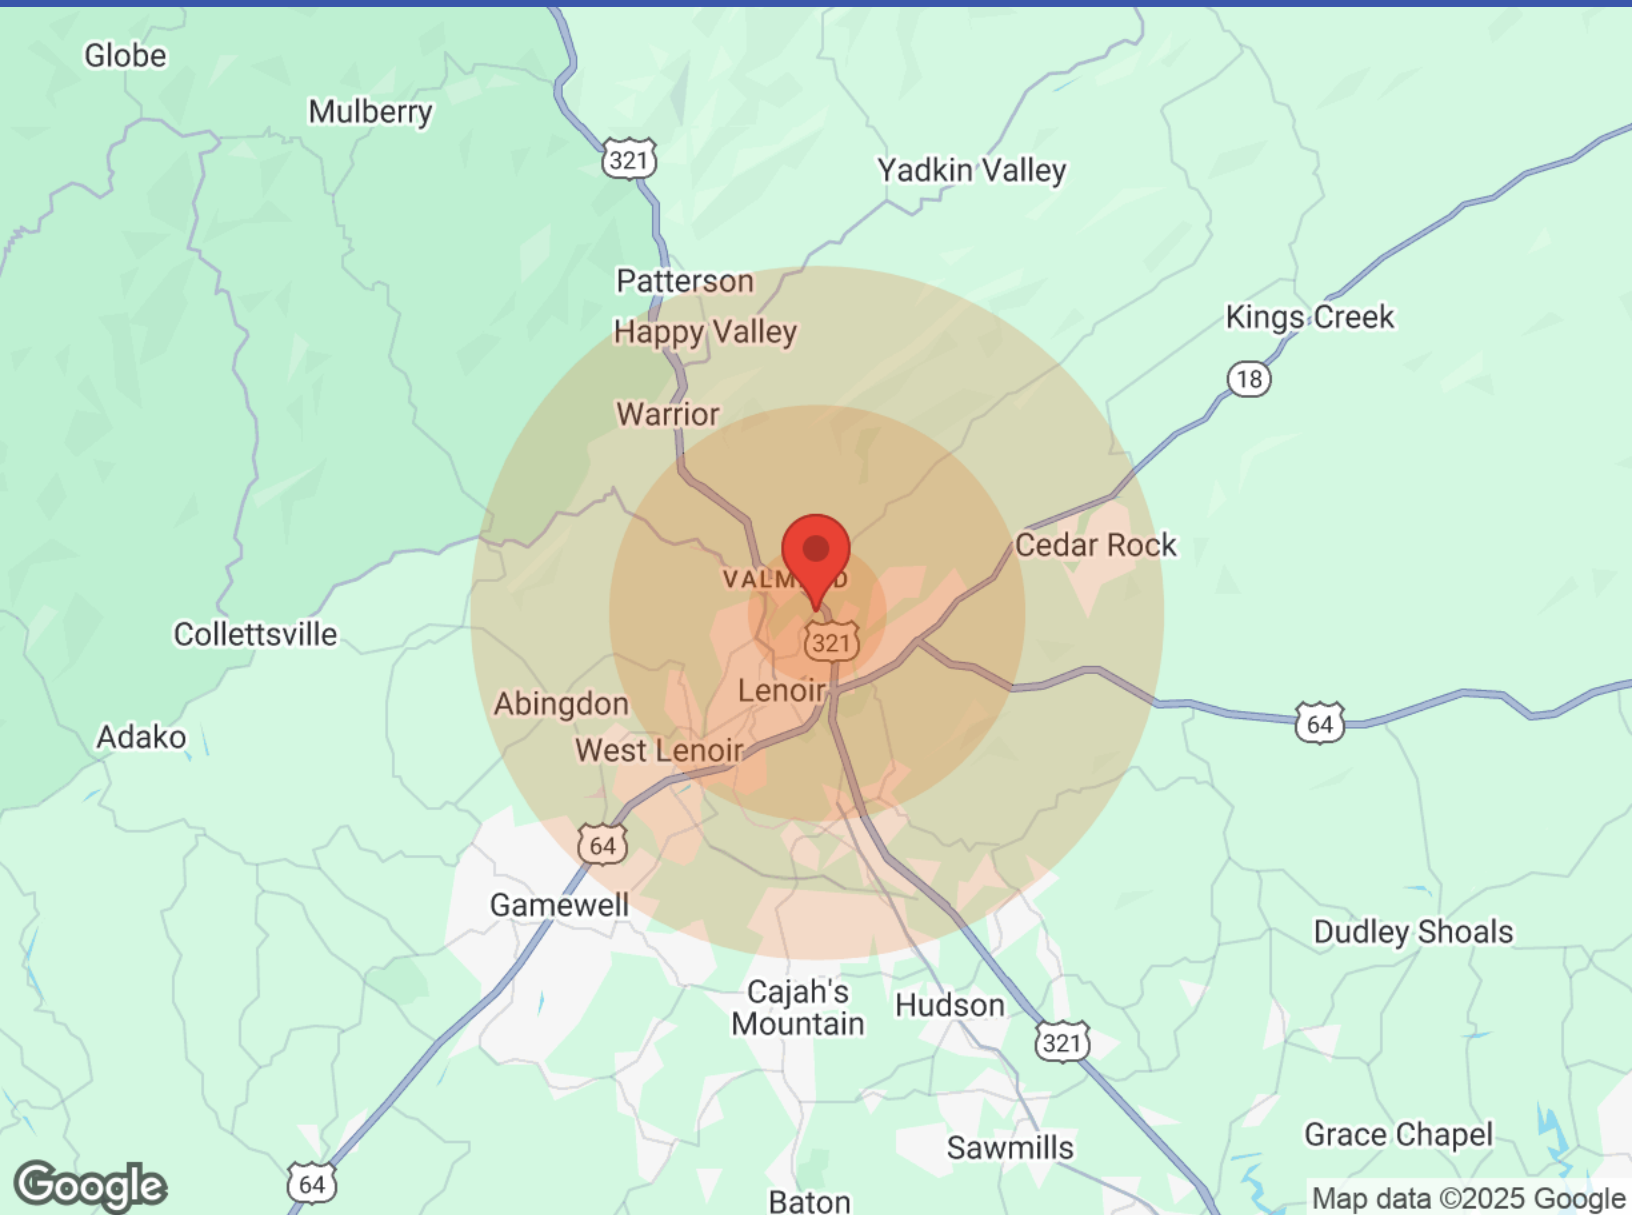 Globe
Mulberry
321
Yadkin Valley
Patterson
Happy Valley
Kings Creek
18
Warrior
Cedar Rock
321
Collettsville
Lenoir
Abingdon
64
Adako
West Lenoir
64
Gamewell
Dudley Shoals
Cajah's
Mountain
Hudson
321
Grace Chapel
Sawmills
64
Google
Baton
Map data ©2025 Google